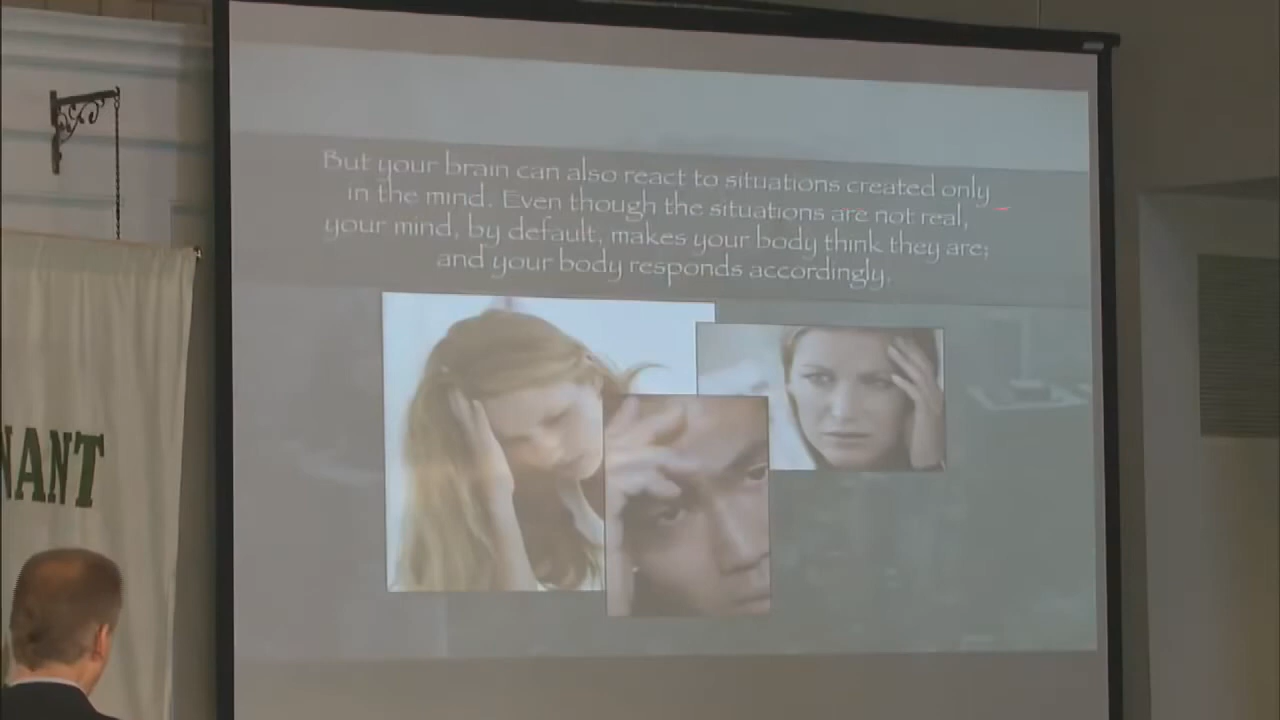 But your brain can also react to situations created only
in the mind. Even though the situations are not real,
your mind, by default, makes your body think they are;
and your body responds accordingly.
NANT